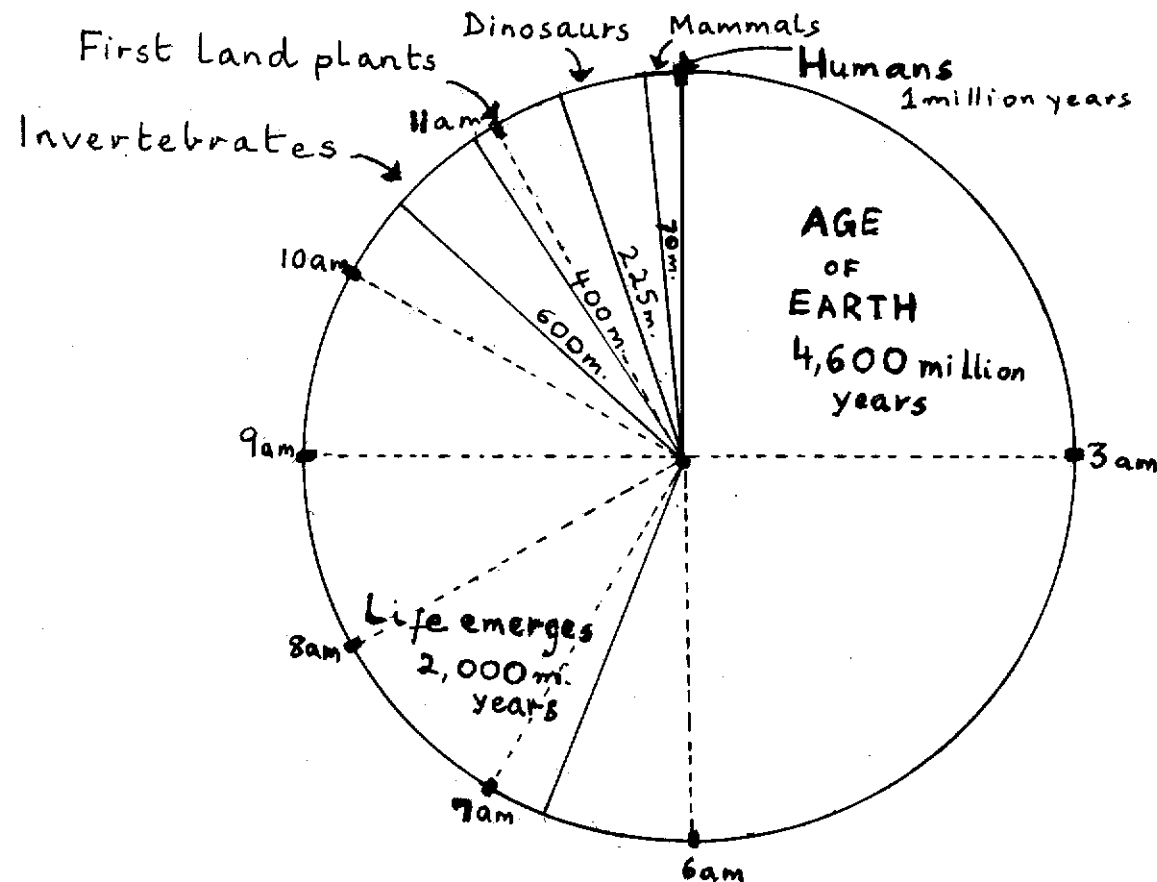 Dinosaurs
Mammals
First Land plants
Humans
1 million years
11am
Invertebrates
10am
600m.
400m.
225m.
70m.
AGE
OF
EARTH
4,600 million
years
9am
3am
Life emerges
2,000m.
years
8am
7am
6am